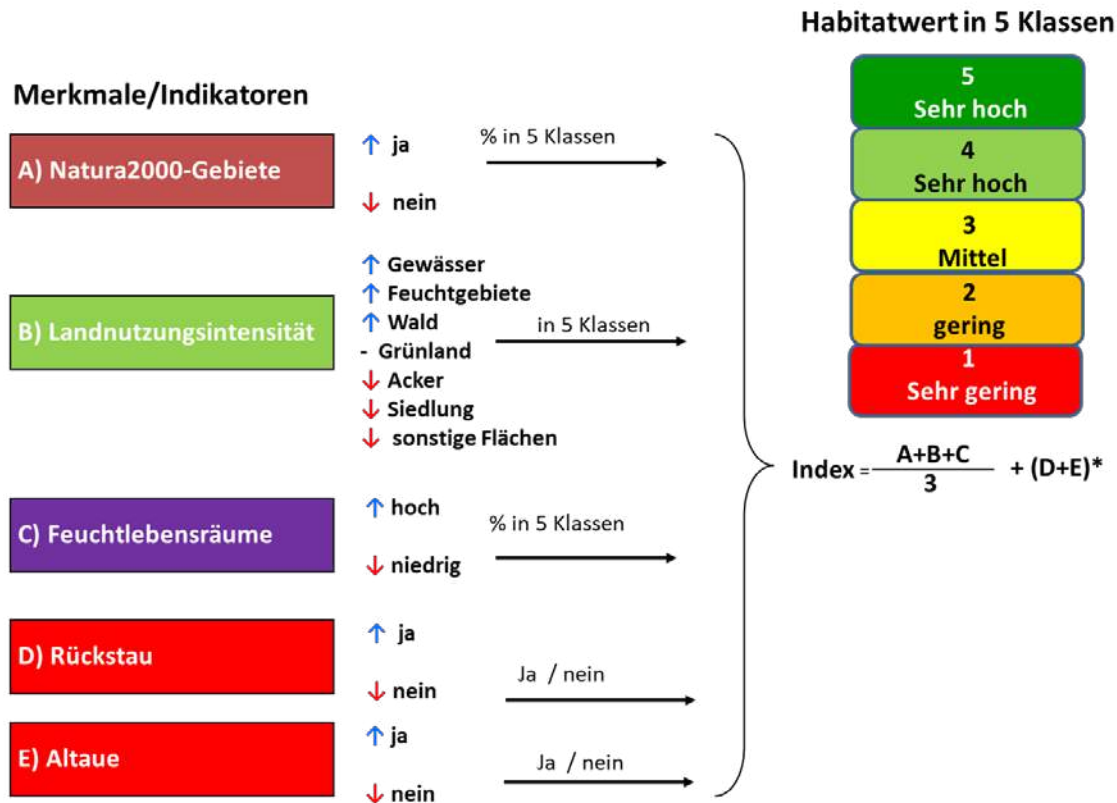 Habitatwert in 5 Klassen
5
Sehr hoch
4
Sehr hoch
3
Mittel
2
gering
1
Sehr gering
Merkmale/Indikatoren
A) Natura2000-Gebiete
↑ ja
↓ nein
% in 5 Klassen
B) Landnutzungsintensität
↑ Gewässer
↑ Feuchtgebiete
↑ Wald
- Grünland
↓ Acker
↓ Siedlung
↓ sonstige Flächen
in 5 Klassen
C) Feuchtlebensräume
↑ hoch
↓ niedrig
% in 5 Klassen
D) Rückstau
↑ ja
↓ nein
Ja / nein
E) Altaue
↑ ja
↓ nein
Ja / nein
Index = A+B+C / 3 + (D+E)*